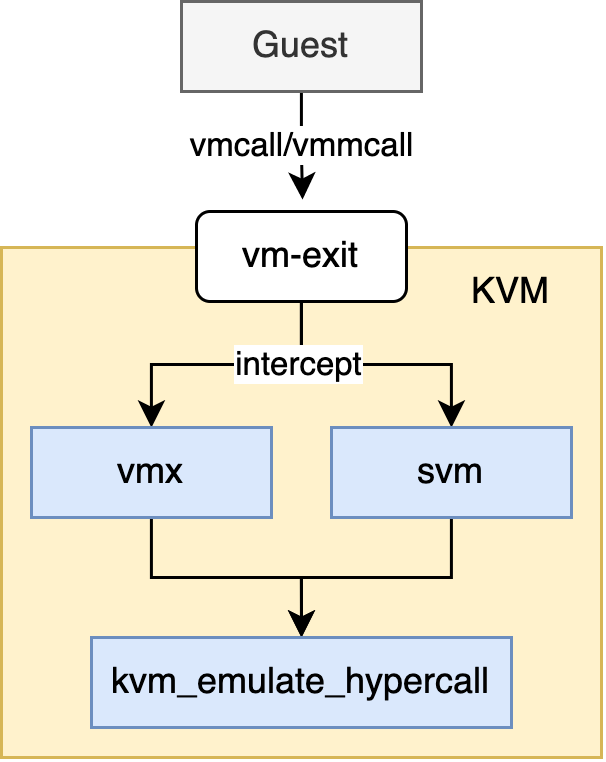 Guest
vmcall/vmmcall
vm-exit
KVM
intercept
vmx
svm
kvm_emulate_hypercall